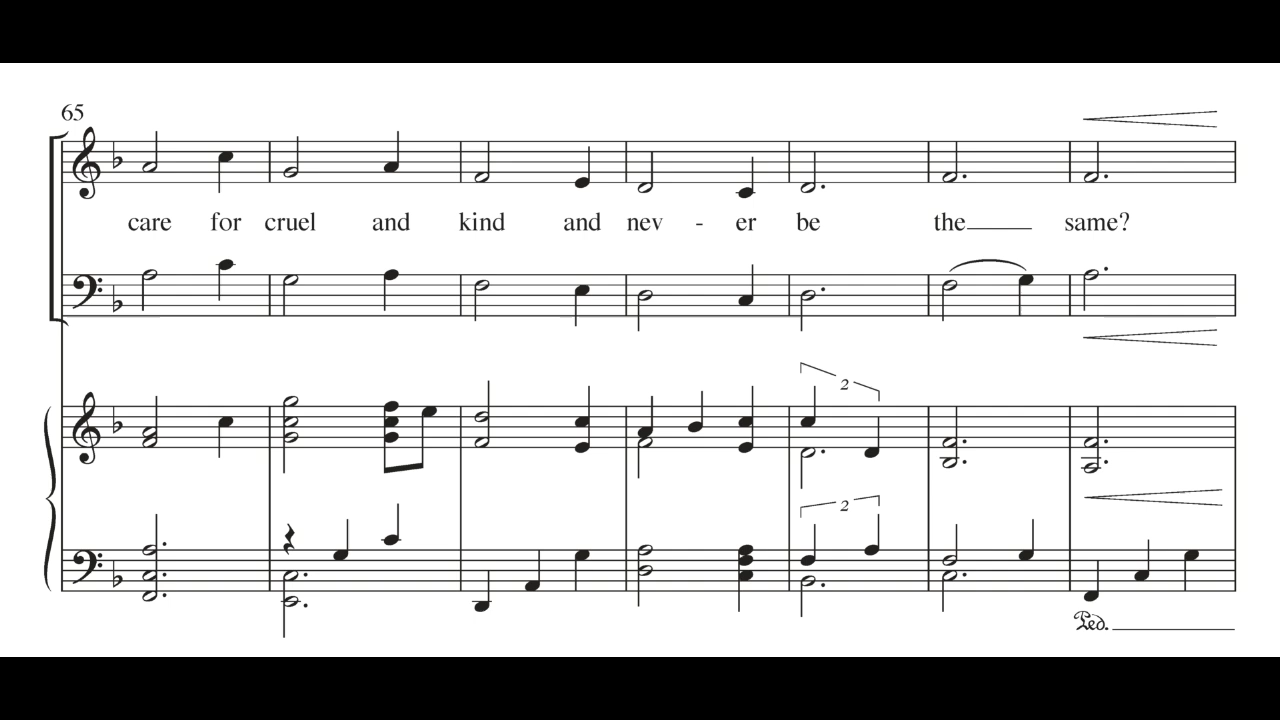 65
care for cruel and kind and nev - er be the same?
2
2
Ped.